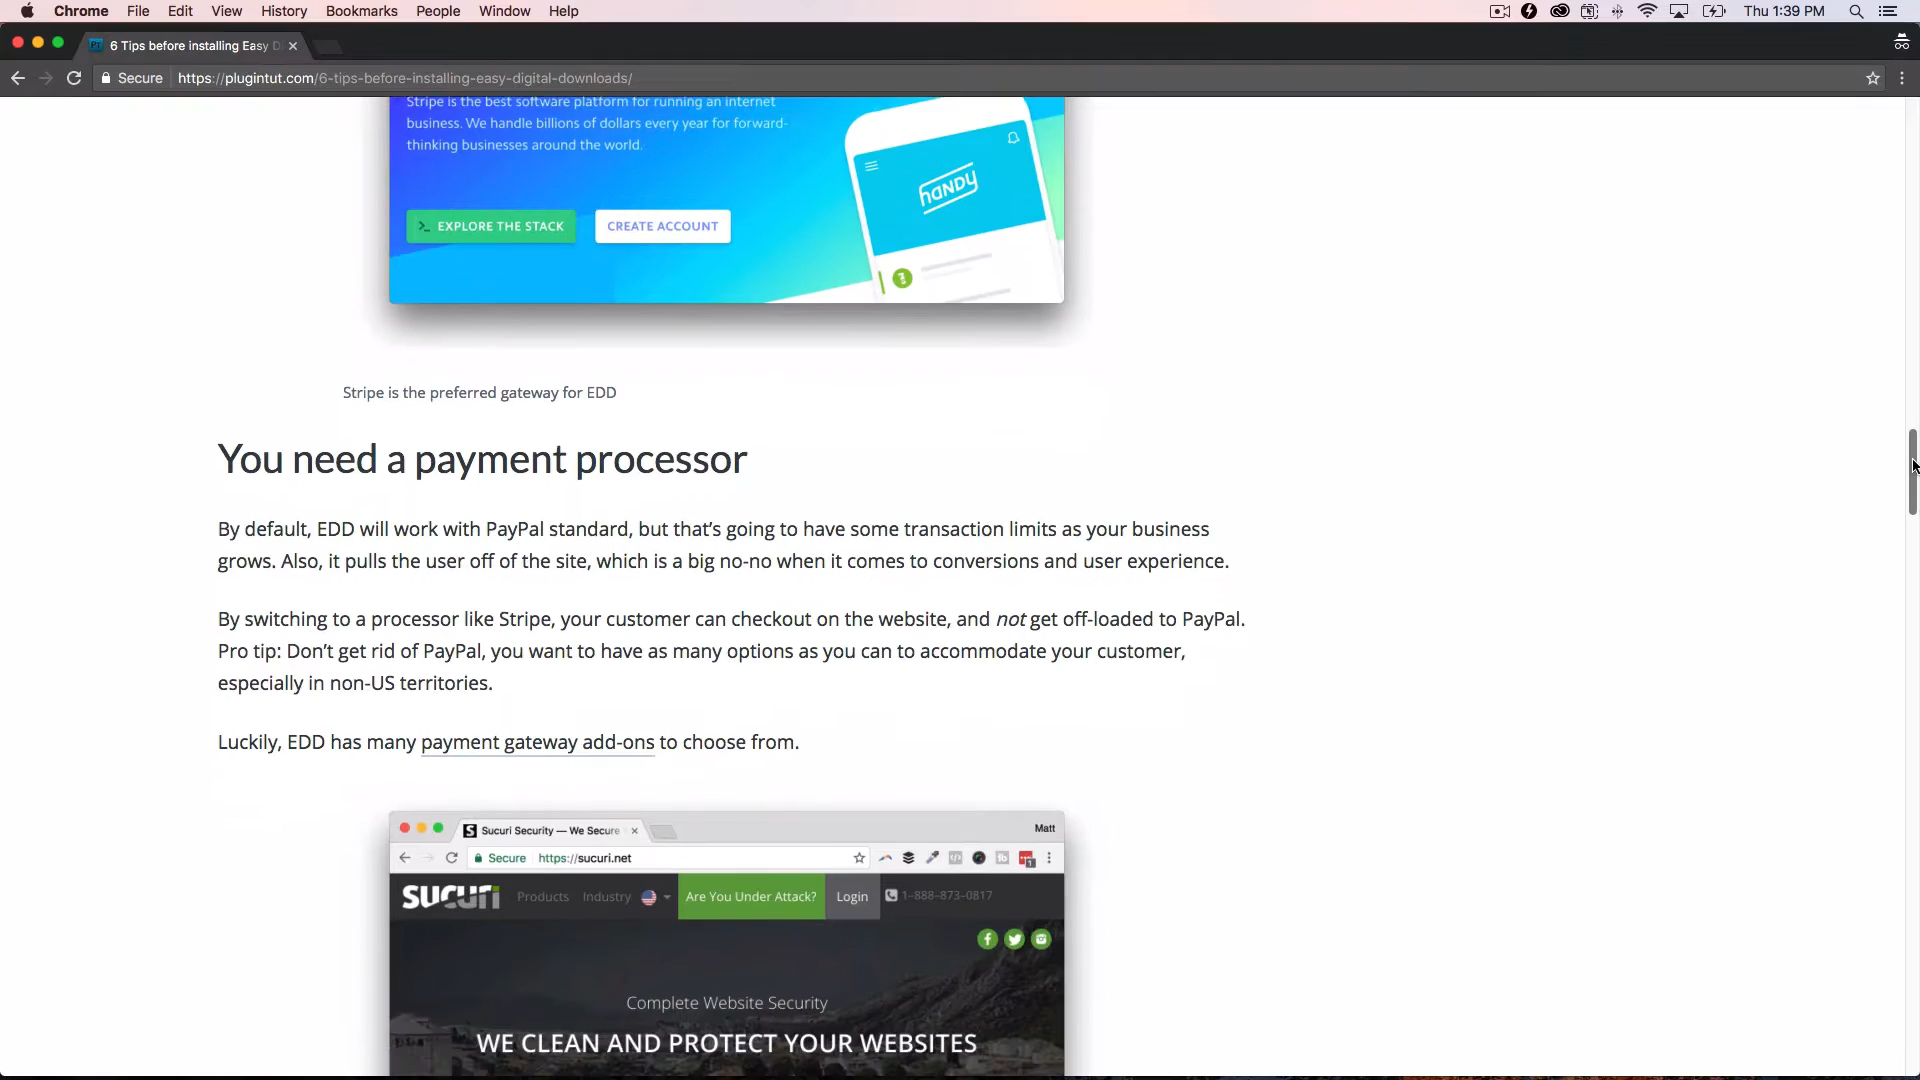 Chrome File Edit View History Bookmarks People Window Help Thu 1:39 PM
6 Tips before installing Easy D
Secure https://plugintut.com/6-tips-before-installing-easy-digital-downloads/
Stripe is the best software platform for running an internet
business. We handle billions of dollars every year for forward-
thinking businesses around the world.
>_ EXPLORE THE STACK CREATE ACCOUNT
HANDY
Stripe is the preferred gateway for EDD
You need a payment processor
By default, EDD will work with PayPal standard, but that’s going to have some transaction limits as your business
grows. Also, it pulls the user off of the site, which is a big no-no when it comes to conversions and user experience.
By switching to a processor like Stripe, your customer can checkout on the website, and not get off-loaded to PayPal.
Pro tip: Don’t get rid of PayPal, you want to have as many options as you can to accommodate your customer,
especially in non-US territories.
Luckily, EDD has many payment gateway add-ons to choose from.
S Sucuri Security — We Secure Matt
Secure https://sucuri.net
SUCURI Products Industry Are You Under Attack? Login 1-888-873-0817
Complete Website Security
WE CLEAN AND PROTECT YOUR WEBSITES